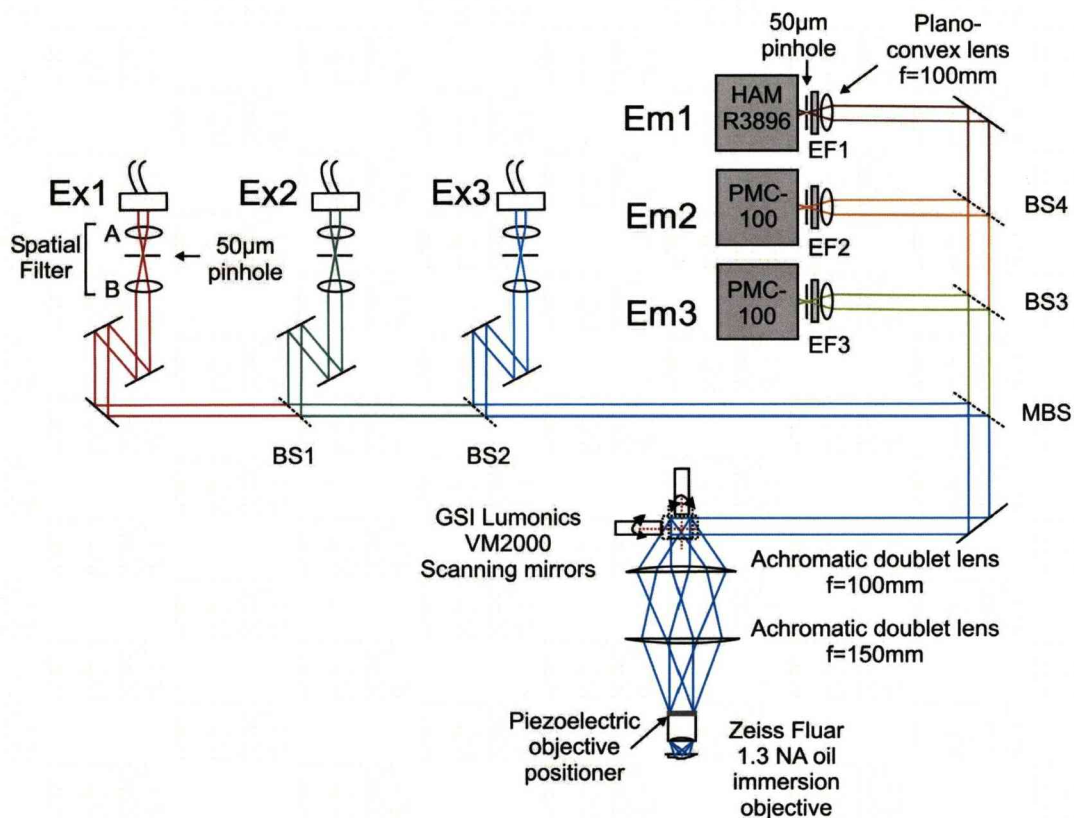 50µm
pinhole
Plano-
convex lens
f=100mm
HAM
R3896
Em1
EF1
Ex1
Ex2
Ex3
PMC-
100
Em2
EF2
BS4
A
Spatial
Filter
B
50µm
pinhole
PMC-
100
Em3
EF3
BS3
BS1
BS2
MBS
GSI Lumonics
VM2000
Scanning mirrors
Achromatic doublet lens
f=100mm
Achromatic doublet lens
f=150mm
Piezoelectric
objective
positioner
Zeiss Fluar
1.3 NA oil
immersion
objective